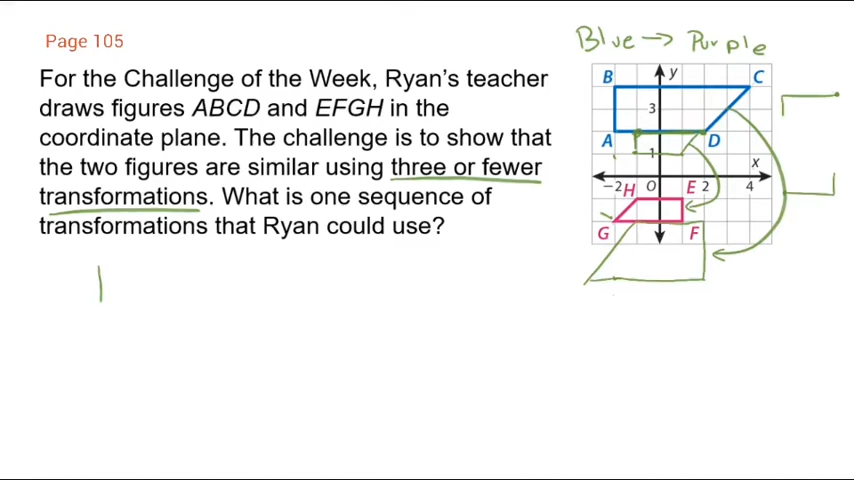 Page 105
Blue → Purple
For the Challenge of the Week, Ryan's teacher
draws figures ABCD and EFGH in the
coordinate plane. The challenge is to show that
the two figures are similar using three or fewer
transformations. What is one sequence of
transformations that Ryan could use?
B y C
3
A D
1 x
−2 H O E 2 4
G F